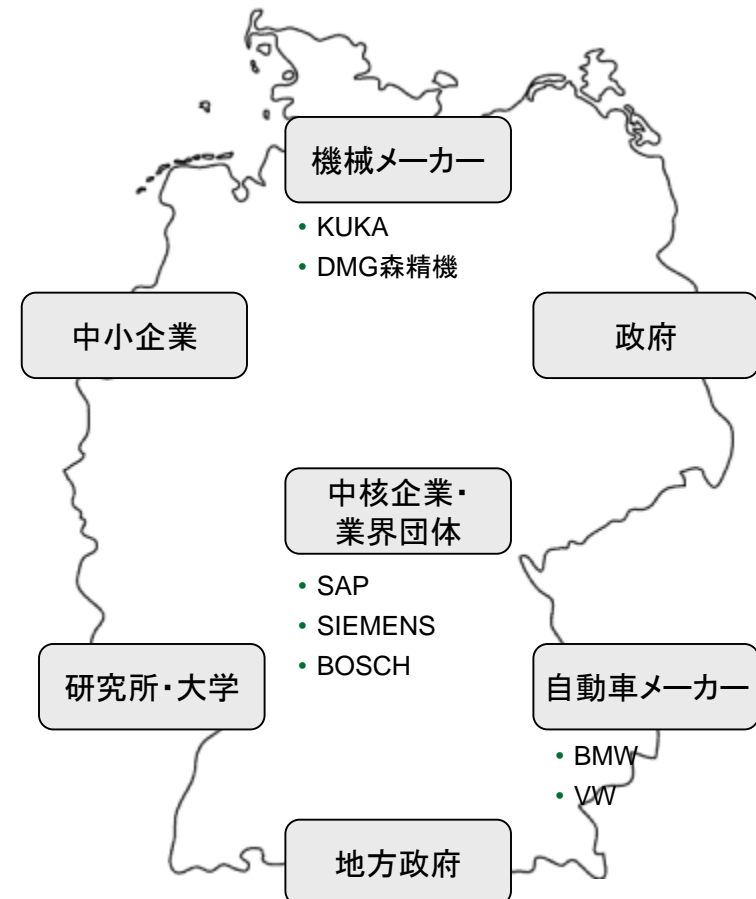 機械メーカー
• KUKA
• DMG森精機
中小企業
政府
中核企業・
業界団体
• SAP
• SIEMENS
• BOSCH
研究所・大学
自動車メーカー
• BMW
• VW
地方政府